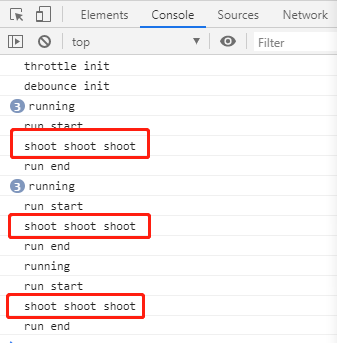 Elements Console Sources Network
top Filter
throttle init
debounce init
3 running
run start
shoot shoot shoot
run end
3 running
run start
shoot shoot shoot
run end
running
run start
shoot shoot shoot
run end